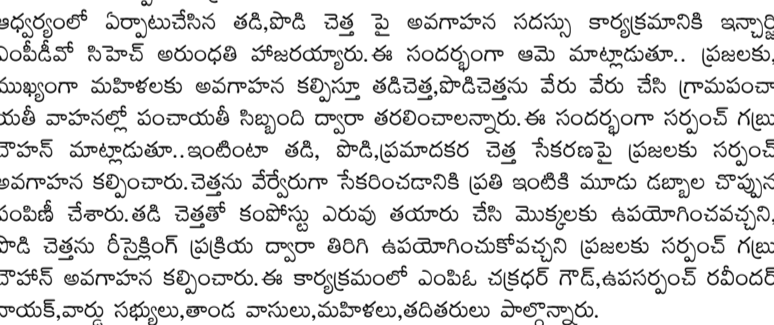 ఆధ్వర్యంలో ఏర్పాటుచేసిన తడి,పొడి చెత్త పై అవగాహన సదస్సు కార్యక్రమానికి ఇన్చార్జి
ఎంపీడీవో సిహెచ్ అరుంధతి హాజరయ్యారు.ఈ సందర్భంగా ఆమె మాట్లాడుతూ.. ప్రజలకు,
ముఖ్యంగా మహిళలకు అవగాహన కల్పిస్తూ తడిచెత్త,పొడిచెత్తను వేరు వేరు చేసి గ్రామపంచా
యతీ వాహనల్లో పంచాయతీ సిబ్బంది ద్వారా తరలించాలన్నారు.ఈ సందర్భంగా సర్పంచ్ గబ్రు
చౌహన్ మాట్లాడుతూ..ఇంటింటా తడి, పొడి,ప్రమాదకర చెత్త సేకరణపై ప్రజలకు సర్పంచ్
అవగాహన కల్పించారు.చెత్తను వేర్వేరుగా సేకరించడానికి ప్రతి ఇంటికి మూడు డబ్బాల చొప్పున
పంపిణీ చేశారు.తడి చెత్తతో కంపోస్టు ఎరువు తయారు చేసి మొక్కలకు ఉపయోగించవచ్చని,
పొడి చెత్తను రీసైక్లింగ్ ప్రక్రియ ద్వారా తిరిగి ఉపయోగించుకోవచ్చని ప్రజలకు సర్పంచ్ గబ్రు
చౌహాన్ అవగాహన కల్పించారు.ఈ కార్యక్రమంలో ఎంపిఓ చక్రధర్ గౌడ్,ఉపసర్పంచ్ రవీందర్
నాయక్,వార్డు సభ్యులు,తాండ వాసులు,మహిళలు,తదితరులు పాల్గొన్నారు.